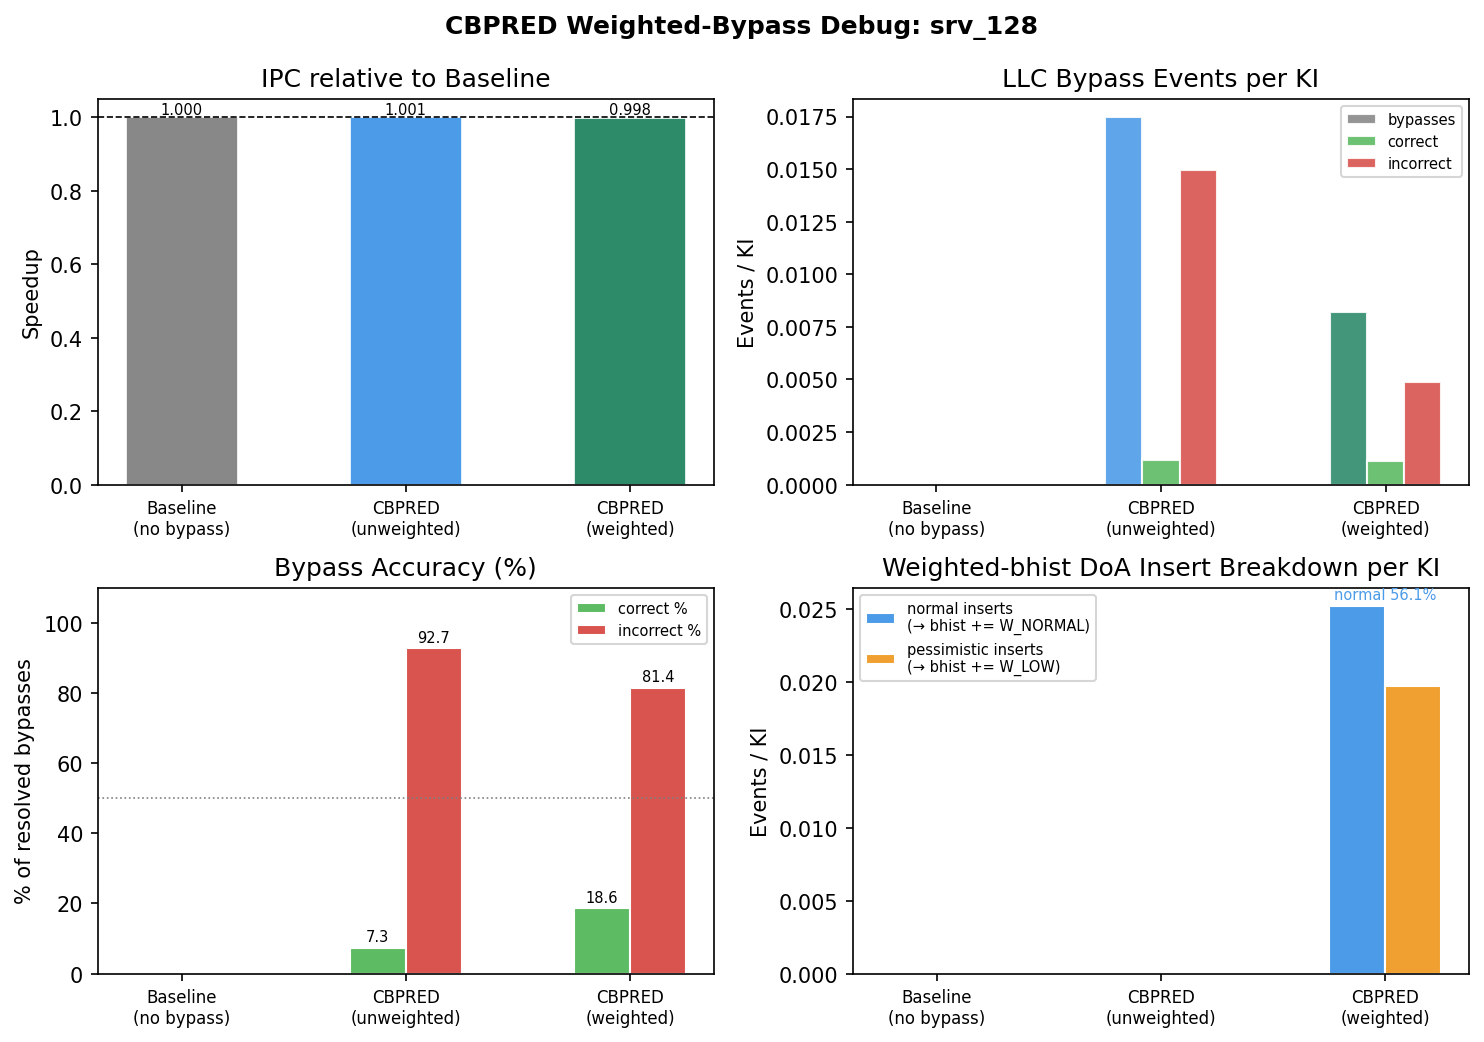 CBPRED Weighted-Bypass Debug: srv_128
IPC relative to Baseline
Speedup
1.0
0.8
0.6
0.4
0.2
0.0
1.000
1.001
0.998
Baseline
(no bypass)
CBPRED
(unweighted)
CBPRED
(weighted)
LLC Bypass Events per KI
Events / KI
0.0175
0.0150
0.0125
0.0100
0.0075
0.0050
0.0025
0.0000
bypasses
correct
incorrect
Baseline
(no bypass)
CBPRED
(unweighted)
CBPRED
(weighted)
Bypass Accuracy (%)
% of resolved bypasses
100
80
60
40
20
0
correct %
incorrect %
7.3
92.7
18.6
81.4
Baseline
(no bypass)
CBPRED
(unweighted)
CBPRED
(weighted)
Weighted-bhist DoA Insert Breakdown per KI
Events / KI
0.025
0.020
0.015
0.010
0.005
0.000
normal inserts
(→ bhist += W_NORMAL)
pessimistic inserts
(→ bhist += W_LOW)
normal 56.1%
Baseline
(no bypass)
CBPRED
(unweighted)
CBPRED
(weighted)